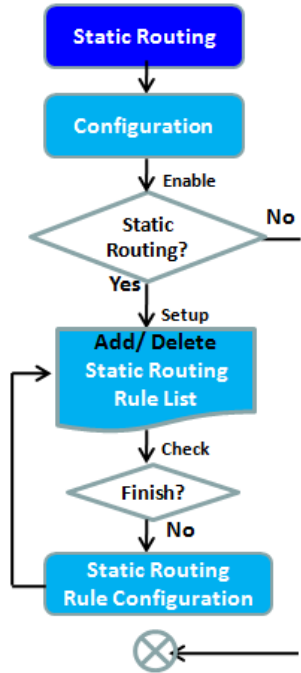 Static Routing
Configuration
Enable
Static
Routing?
No
Yes
Setup
Add/ Delete
Static Routing
Rule List
Check
Finish?
No
Static Routing
Rule Configuration